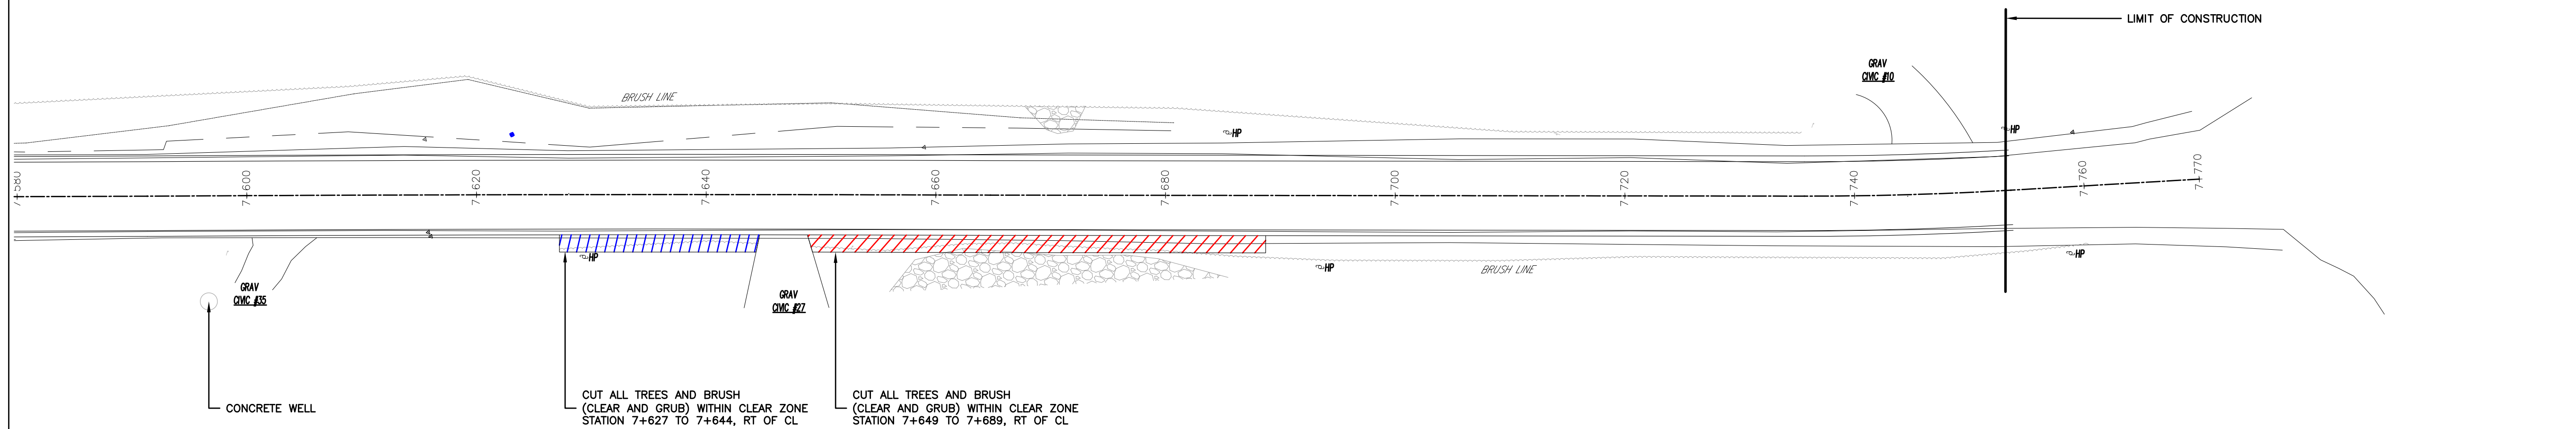 LIMIT OF CONSTRUCTION
GRAV
CIVIC #10
BRUSH LINE
HP
HP
7+600
7+620
7+640
7+660
7+680
7+700
7+720
7+740
7+760
7+770
HP
HP
HP
BRUSH LINE
GRAV
CIVIC #35
GRAV
CIVIC #27
CONCRETE WELL
CUT ALL TREES AND BRUSH
(CLEAR AND GRUB) WITHIN CLEAR ZONE
STATION 7+627 TO 7+644, RT OF CL
CUT ALL TREES AND BRUSH
(CLEAR AND GRUB) WITHIN CLEAR ZONE
STATION 7+649 TO 7+689, RT OF CL